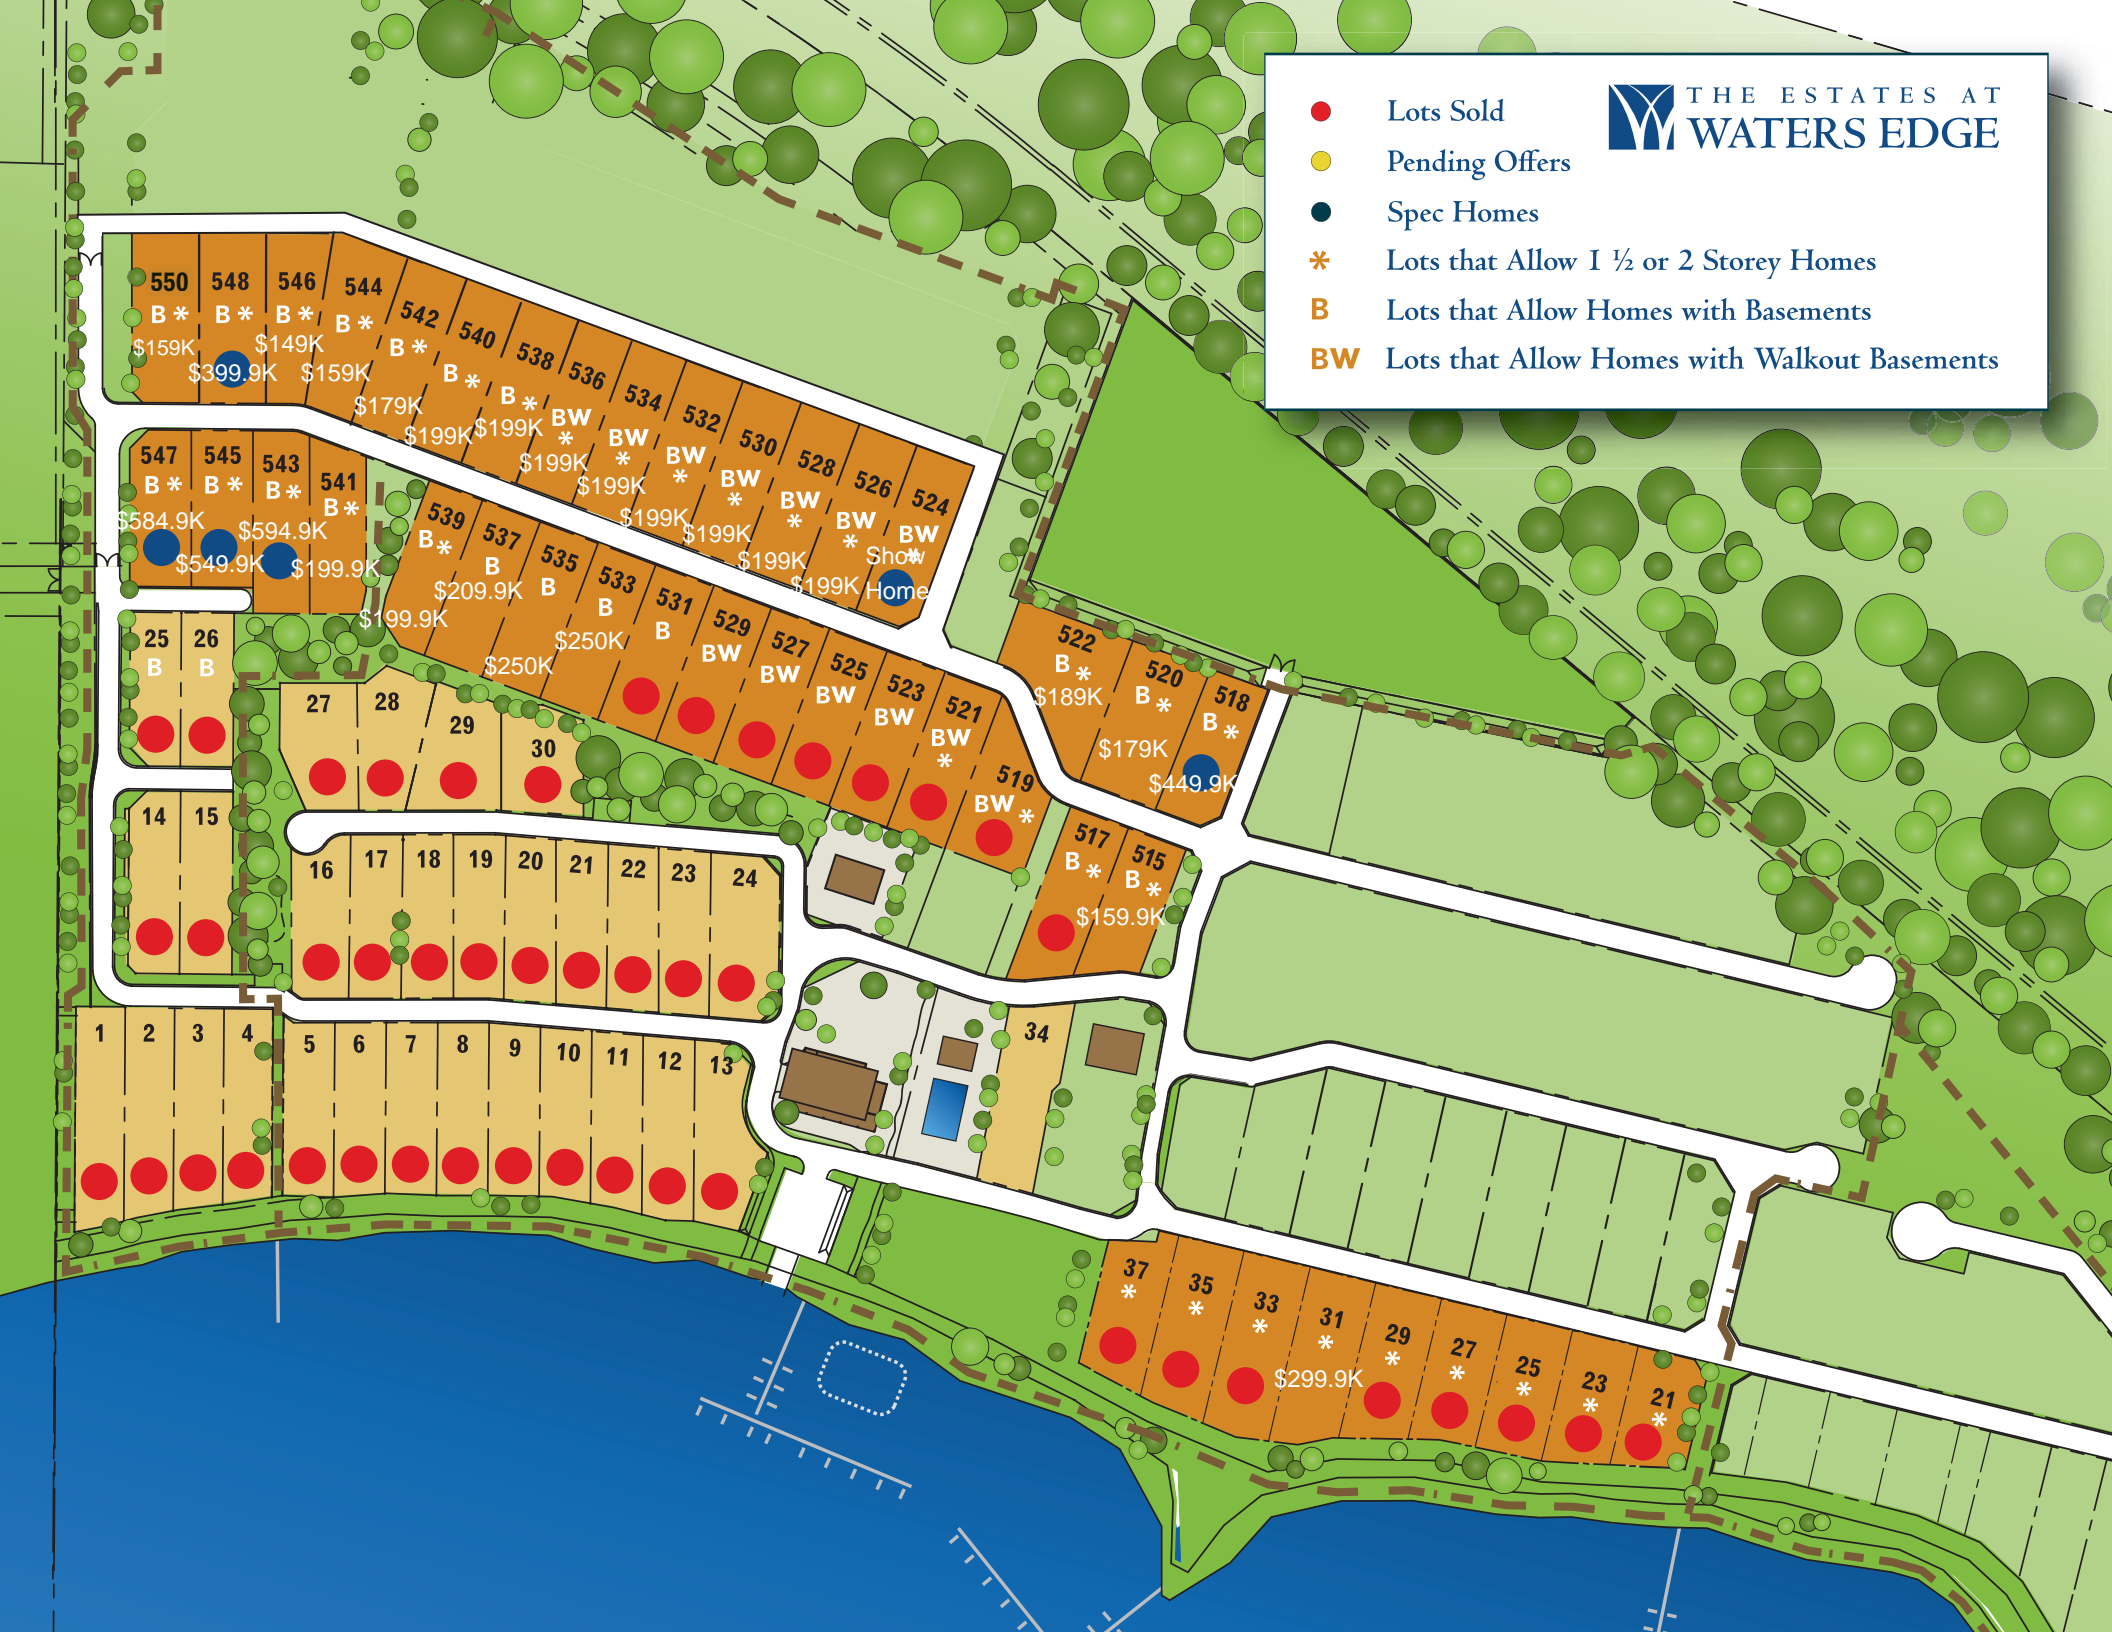 Lots Sold
THE ESTATES AT
WATERS EDGE
Pending Offers
Spec Homes
* Lots that Allow 1 ½ or 2 Storey Homes
B Lots that Allow Homes with Basements
BW Lots that Allow Homes with Walkout Basements
550
B *
$159K
548
B *
$399.9K
546
B *
$149K
544
B *
$159K
542
B *
$179K
540
B *
$199K
538
B *
$199K
536
BW
*
$199K
534
BW
*
$199K
532
BW
*
$199K
530
BW
*
$199K
528
BW
*
$199K
526
BW
*
$199K
524
BW
*
Show
Home
547
B *
$584.9K
545
B *
$549.9K
543
B *
$594.9K
541
B *
$199.9K
539
B *
$199.9K
537
B
$209.9K
535
B
$250K
533
B
$250K
531
B
529
BW
527
BW
525
BW
523
BW
521
BW
*
519
BW *
522
B *
$189K
520
B *
$179K
518
B *
$449.9K
517
B *
515
B *
$159.9K
25
B
26
B
27
28
29
30
14
15
16
17
18
19
20
21
22
23
24
1
2
3
4
5
6
7
8
9
10
11
12
13
34
37
*
35
*
33
*
31
*
$299.9K
29
*
27
*
25
*
23
*
21
*